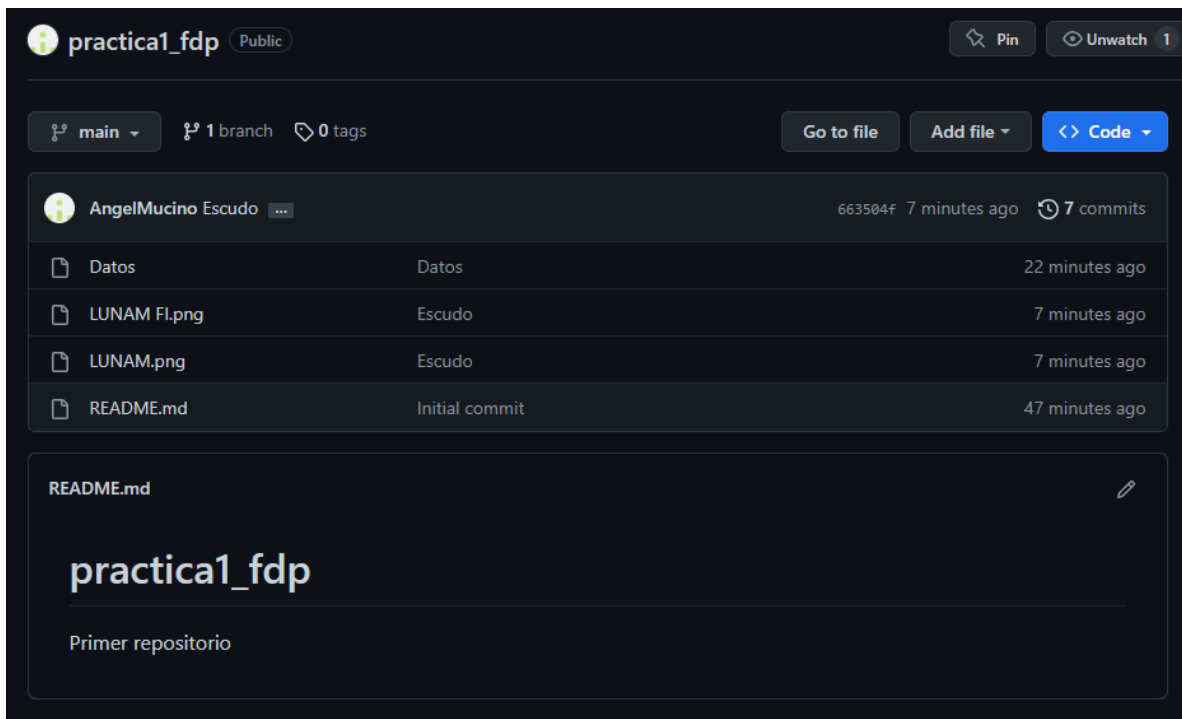 practica1_fdp Public Pin Unwatch 1
main 1 branch 0 tags Go to file Add file Code
AngelMucino Escudo ... 663504f 7 minutes ago 7 commits
Datos Datos 22 minutes ago
LUNAM FI.png Escudo 7 minutes ago
LUNAM.png Escudo 7 minutes ago
README.md Initial commit 47 minutes ago
README.md
practica1_fdp
Primer repositorio